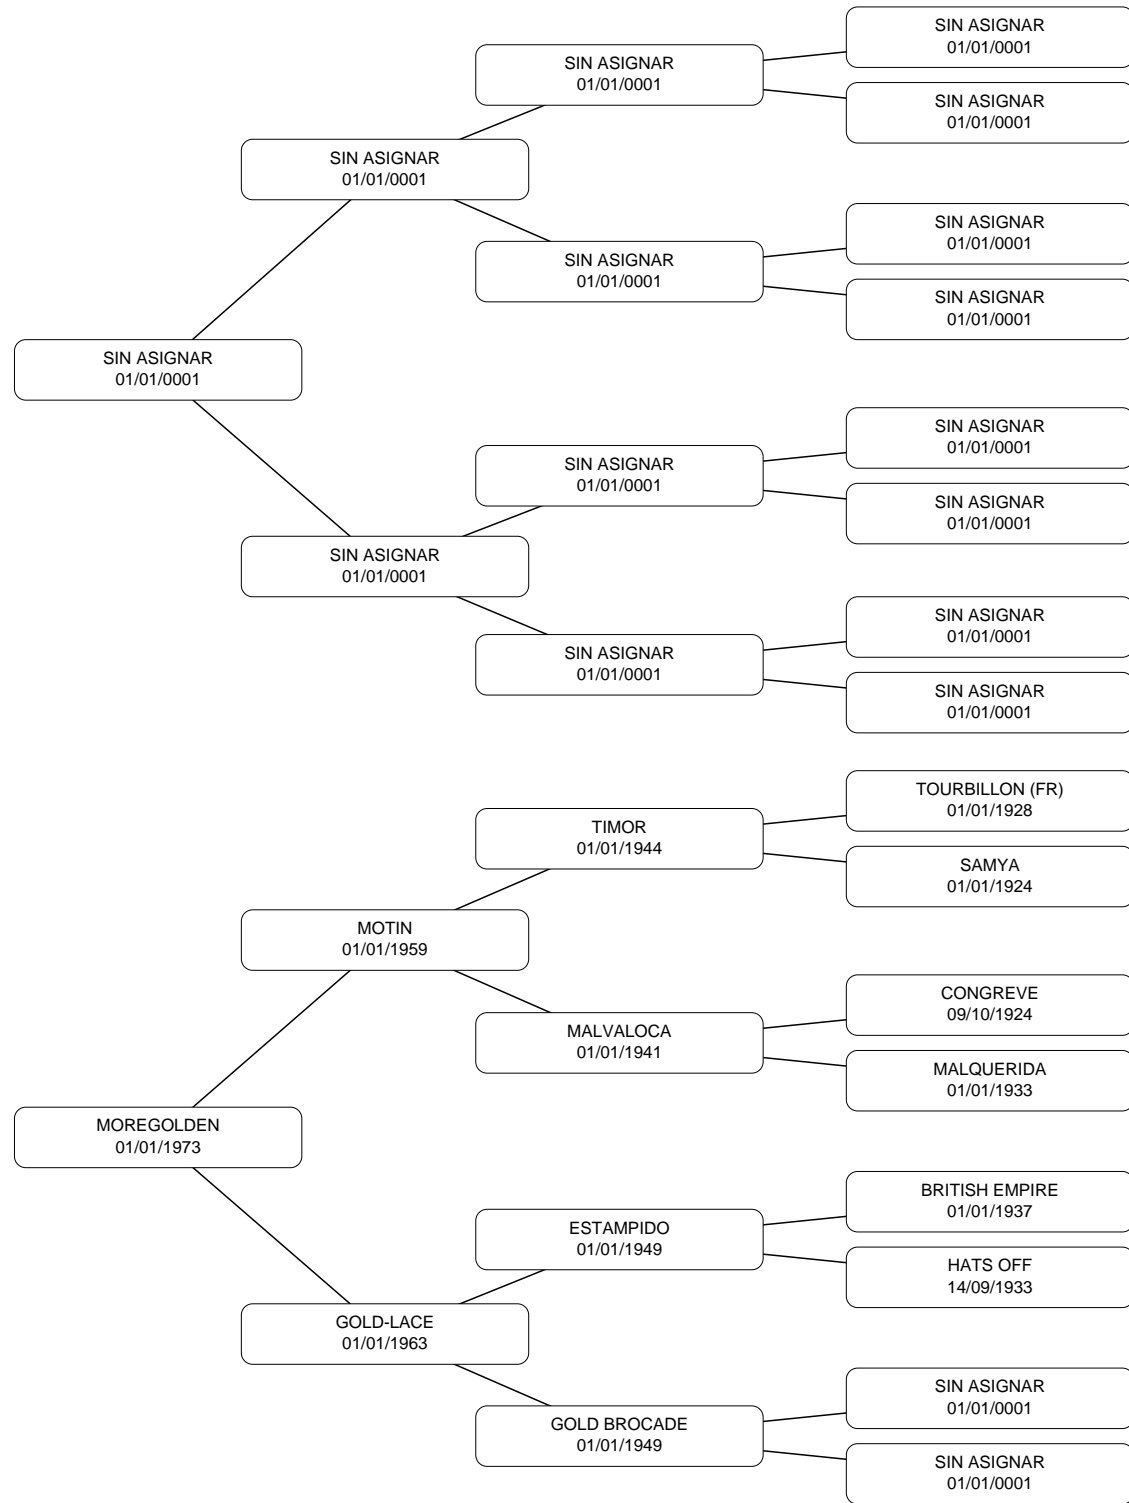 SIN ASIGNAR
01/01/0001
SIN ASIGNAR
01/01/0001
SIN ASIGNAR
01/01/0001
SIN ASIGNAR
01/01/0001
SIN ASIGNAR
01/01/0001
SIN ASIGNAR
01/01/0001
SIN ASIGNAR
01/01/0001
SIN ASIGNAR
01/01/0001
SIN ASIGNAR
01/01/0001
SIN ASIGNAR
01/01/0001
SIN ASIGNAR
01/01/0001
SIN ASIGNAR
01/01/0001
SIN ASIGNAR
01/01/0001
SIN ASIGNAR
01/01/0001
SIN ASIGNAR
01/01/0001
TOURBILLON (FR)
01/01/1928
TIMOR
01/01/1944
SAMYA
01/01/1924
MOTIN
01/01/1959
CONGREVE
09/10/1924
MALVALOCA
01/01/1941
MALQUERIDA
01/01/1933
MOREGOLDEN
01/01/1973
BRITISH EMPIRE
01/01/1937
ESTAMPIDO
01/01/1949
HATS OFF
14/09/1933
GOLD-LACE
01/01/1963
SIN ASIGNAR
01/01/0001
GOLD BROCADE
01/01/1949
SIN ASIGNAR
01/01/0001